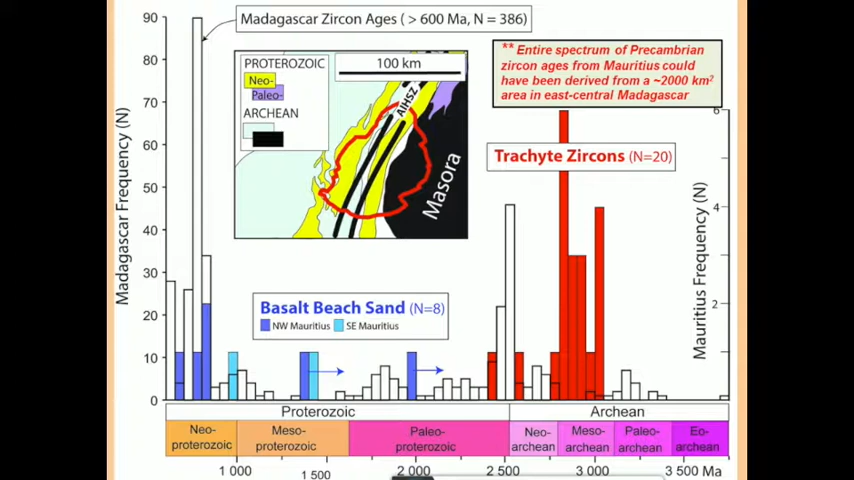 90
80
70
60
50
40
30
20
10
0
Madagascar Frequency (N)
Madagascar Zircon Ages ( > 600 Ma, N = 386)
PROTEROZOIC
Neo-
Paleo-
ARCHEAN
100 km
AIHSZ
Masora
** Entire spectrum of Precambrian
zircon ages from Mauritius could
have been derived from a ~2000 km²
area in east-central Madagascar
Trachyte Zircons (N=20)
Basalt Beach Sand (N=8)
NW Mauritius SE Mauritius
6
4
2
Mauritius Frequency (N)
Proterozoic Archean
Neo-
proterozoic
Meso-
proterozoic
Paleo-
proterozoic
Neo-
archean
Meso-
archean
Paleo-
archean
Eo-
archean
1 000 1 500 2 000 2 500 3 000 3 500 Ma